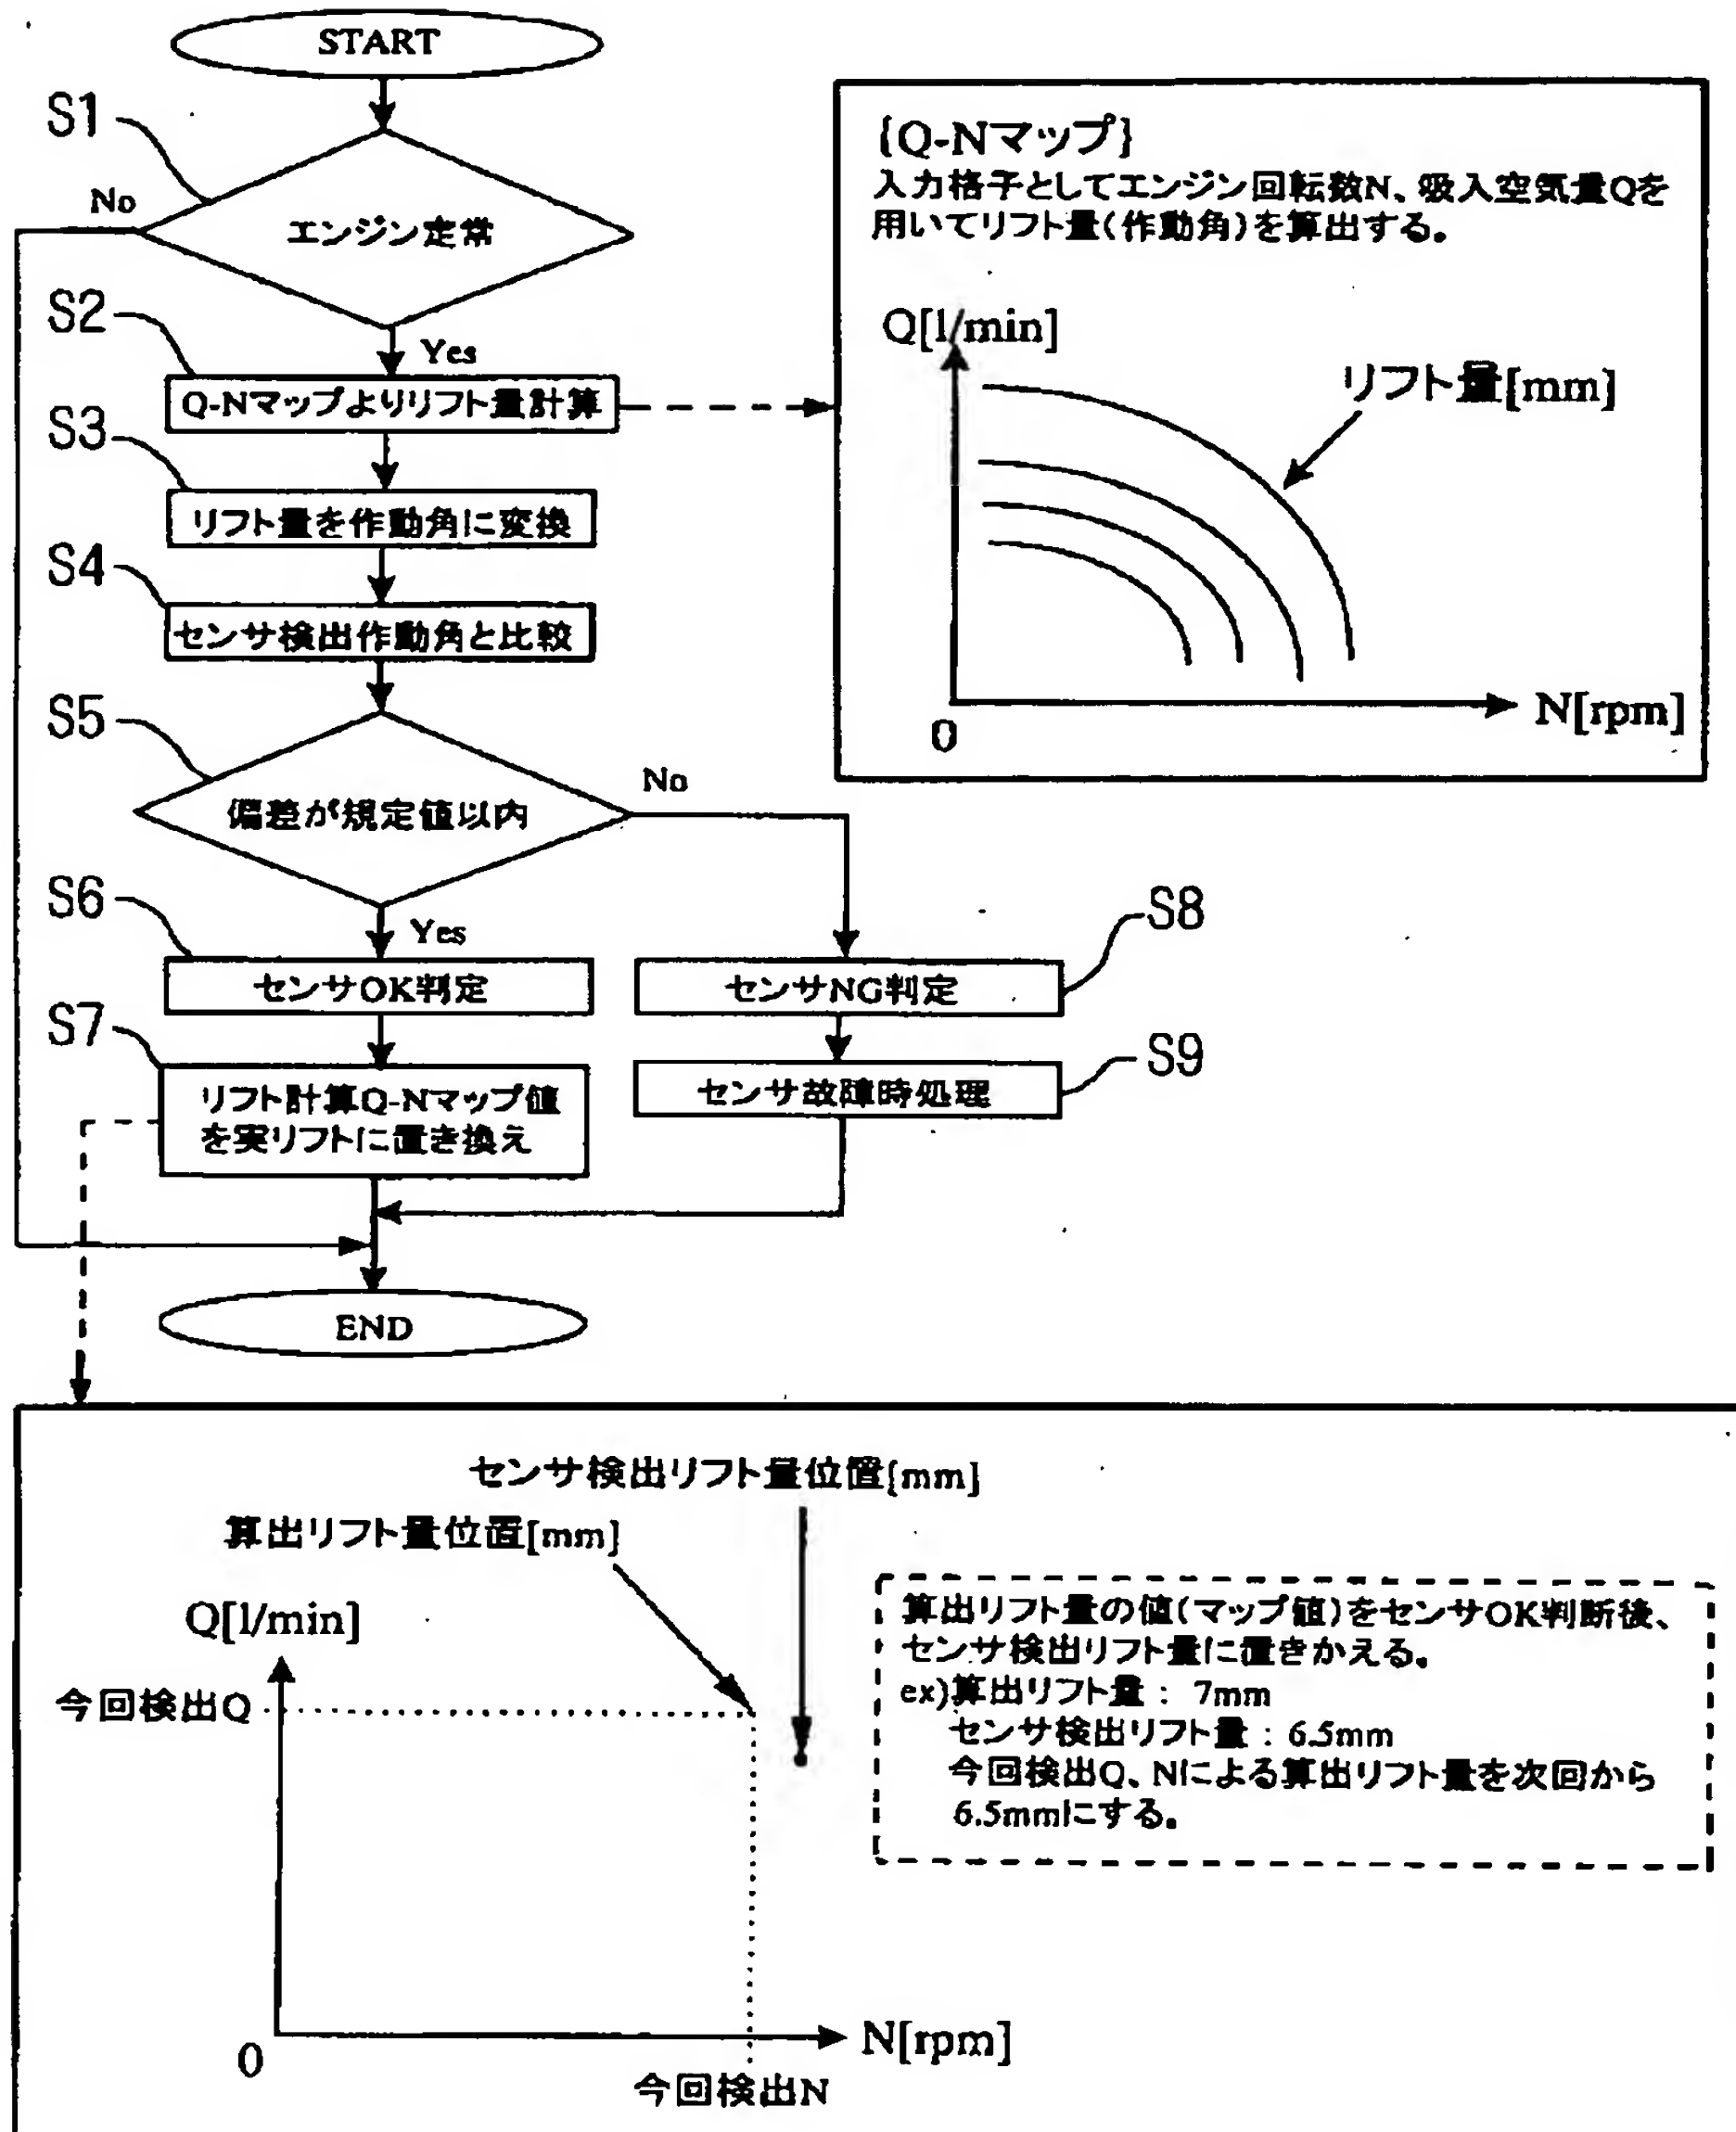 START
S1
No
エンジン定常
S2
Yes
Q-Nマップよりリフト量計算
S3
リフト量を作動角に変換
S4
センサ検出作動角と比較
S5
No
偏差が規定値以内
S6
Yes
センサOK判定
S8
センサNG判定
S7
リフト計算Q-Nマップ値
を実リフトに置き換え
S9
センサ故障時処理
END
{Q-Nマップ}
入力格子としてエンジン回転数N、吸入空気量Qを
用いてリフト量(作動角)を算出する。
Q[l/min]
リフト量[mm]
0
N[rpm]
センサ検出リフト量位置[mm]
算出リフト量位置[mm]
Q[l/min]
今回検出Q
0
N[rpm]
今回検出N
算出リフト量の値(マップ値)をセンサOK判断後、
センサ検出リフト量に置きかえる。
ex)算出リフト量：7mm
センサ検出リフト量：6.5mm
今回検出Q、Nによる算出リフト量を次回から
6.5mmにする。